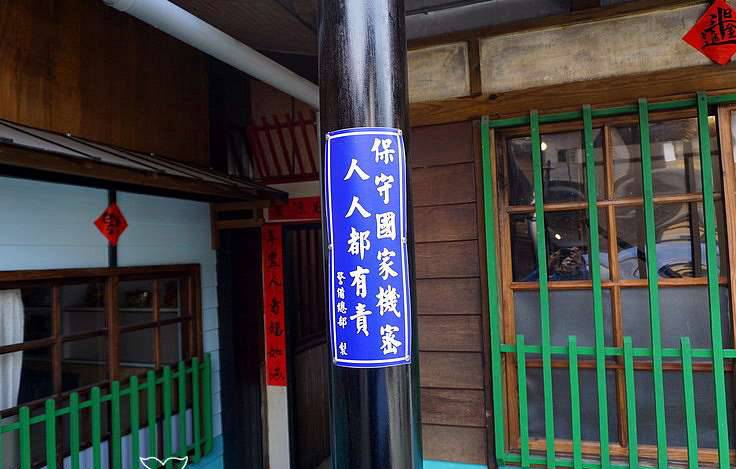 保守國家機密
人人都有責
警備總部 製